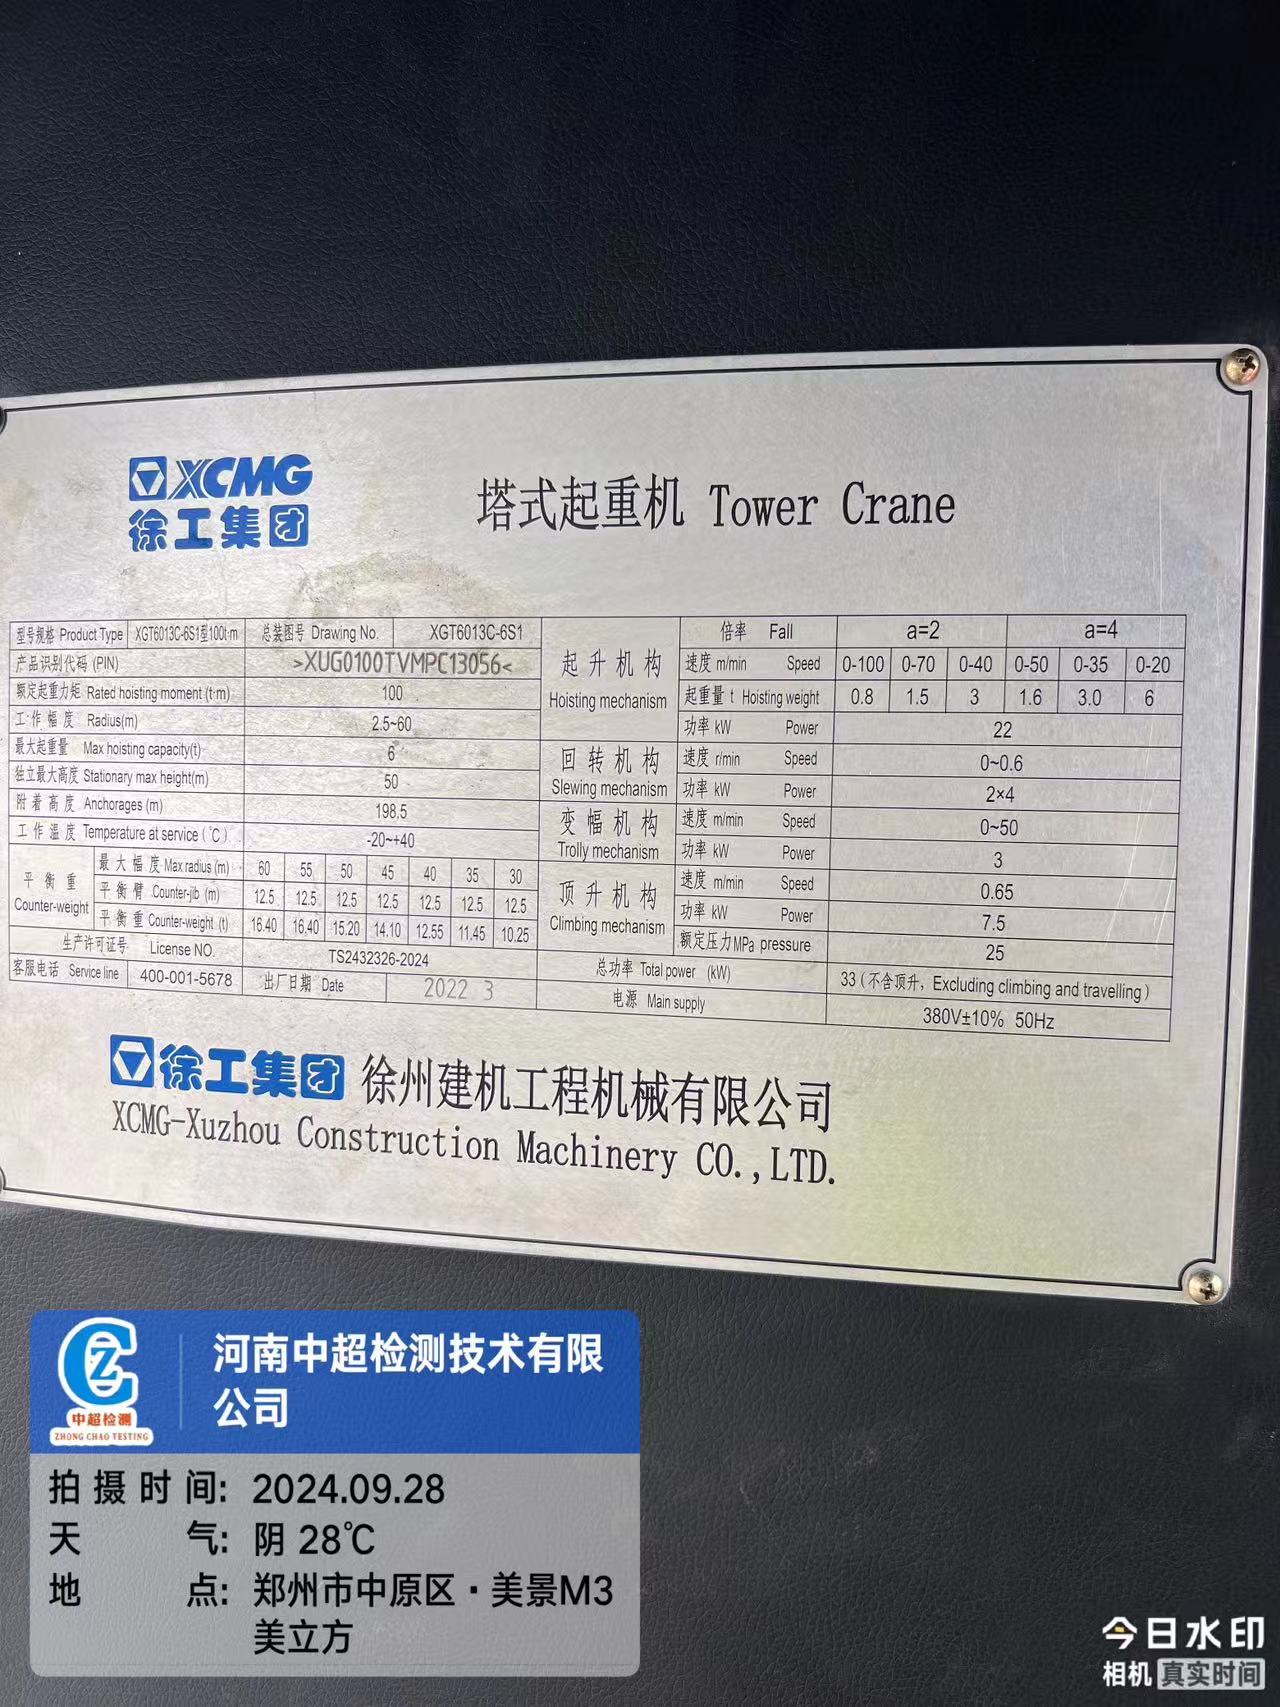 XCMG
徐工集团
塔式起重机 Tower Crane
型号规格 Product Type XGT6013C-6S1型100t·m 总装图号 Drawing No. XGT6013C-6S1
产品识别代码 (PIN) >XUG0100TVMPC13056<
额定起重力矩 Rated hoisting moment (t·m) 100
工作幅度 Radius(m) 2.5~60
最大起重量 Max hoisting capacity(t) 6
独立最大高度 Stationary max height(m) 50
附着高度 Anchorages (m) 198.5
工作温度 Temperature at service (℃) -20~+40
平衡重 Counter-weight
最大幅度 Max radius (m) 60 55 50 45 40 35 30
平衡臂 Counter-jib (m) 12.5 12.5 12.5 12.5 12.5 12.5 12.5
平衡重 Counter-weight (t) 16.40 16.40 15.20 14.10 12.55 11.45 10.25
生产许可证号 License NO. TS2432326-2024
客服电话 Service line 400-001-5678 出厂日期 Date 2022 3
起升机构 Hoisting mechanism
倍率 Fall a=2 a=4
速度 m/min Speed 0-100 0-70 0-40 0-50 0-35 0-20
起重量 t Hoisting weight 0.8 1.5 3 1.6 3.0 6
功率 kW Power 22
回转机构 Slewing mechanism
速度 r/min Speed 0~0.6
功率 kW Power 2×4
变幅机构 Trolly mechanism
速度 m/min Speed 0~50
功率 kW Power 3
顶升机构 Climbing mechanism
速度 m/min Speed 0.65
功率 kW Power 7.5
额定压力MPa pressure 25
总功率 Total power (kW) 33(不含顶升, Excluding climbing and travelling)
电源 Main supply 380V±10% 50Hz
徐工集团 徐州建机工程机械有限公司
XCMG-Xuzhou Construction Machinery CO.,LTD.
中超检测
ZHONG CHAO TESTING
河南中超检测技术有限
公司
拍摄时间: 2024.09.28
天气: 阴 28℃
地点: 郑州市中原区·美景M3
美立方
今日水印
相机 真实时间